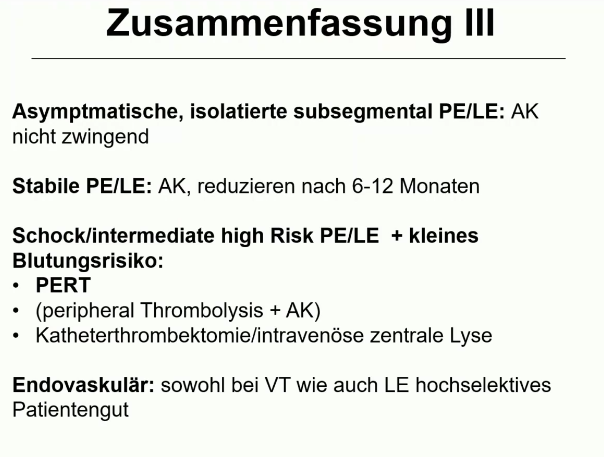 Zusammenfassung III
Asymptmatische, isolatierte subsegmental PE/LE: AK
nicht zwingend
Stabile PE/LE: AK, reduzieren nach 6-12 Monaten
Schock/intermediate high Risk PE/LE + kleines
Blutungsrisiko:
• PERT
• (peripheral Thrombolysis + AK)
• Katheterthrombektomie/intravenöse zentrale Lyse
Endovaskulär: sowohl bei VT wie auch LE hochselektives
Patientengut